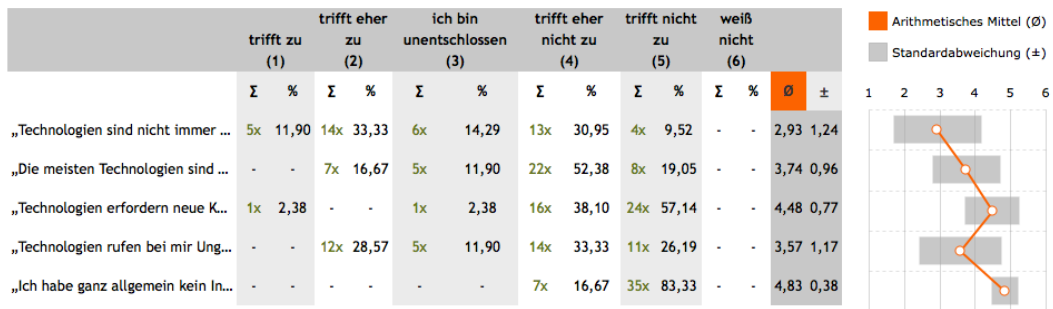 trifft eher ich bin trifft eher trifft nicht weiß
trifft zu zu unentschlossen nicht zu zu nicht
(1) (2) (3) (4) (5) (6)
Σ % Σ % Σ % Σ % Σ % Σ % Ø ±
„Technologien sind nicht immer ... 5x 11,90 14x 33,33 6x 14,29 13x 30,95 4x 9,52 - - 2,93 1,24
„Die meisten Technologien sind ... - - 7x 16,67 5x 11,90 22x 52,38 8x 19,05 - - 3,74 0,96
„Technologien erfordern neue K... 1x 2,38 - - 1x 2,38 16x 38,10 24x 57,14 - - 4,48 0,77
„Technologien rufen bei mir Ung... - - 12x 28,57 5x 11,90 14x 33,33 11x 26,19 - - 3,57 1,17
„Ich habe ganz allgemein kein In... - - - - - - 7x 16,67 35x 83,33 - - 4,83 0,38
Arithmetisches Mittel (Ø)
Standardabweichung (±)
1 2 3 4 5 6